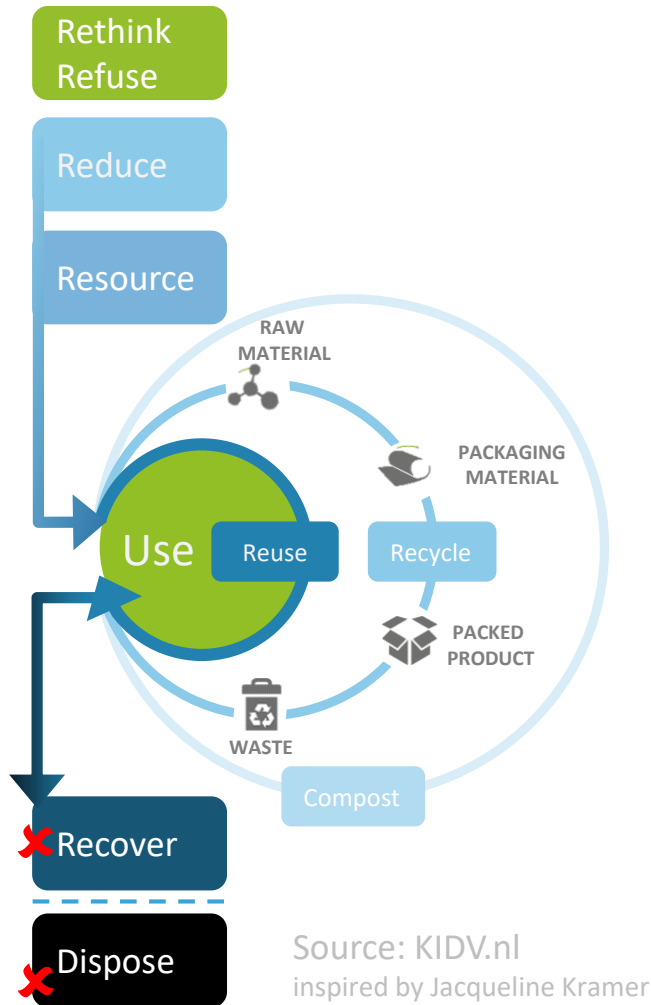 Rethink
Refuse
Reduce
Resource
RAW
MATERIAL
PACKAGING
MATERIAL
Use
Reuse
Recycle
PACKED
PRODUCT
WASTE
Compost
Recover
Dispose
Source: KIDV.nl
inspired by Jacqueline Kramer